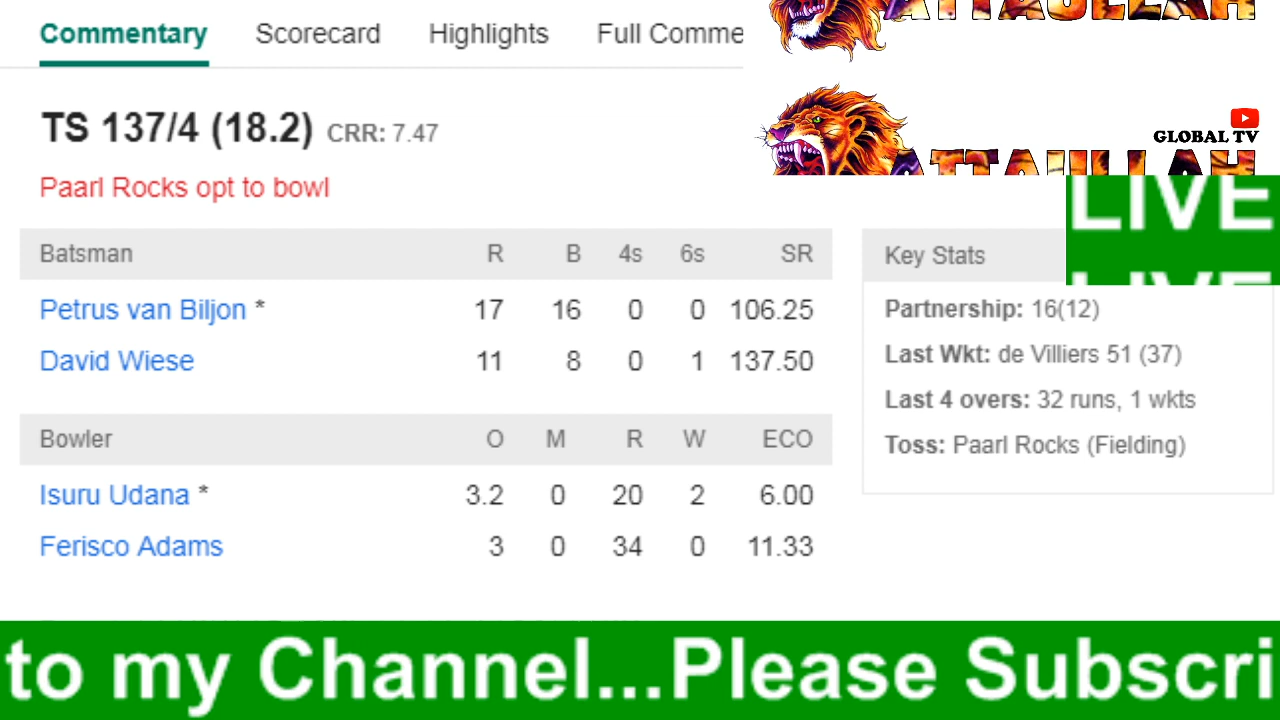 Commentary Scorecard Highlights Full Comme
ATTAULLAH
TS 137/4 (18.2) CRR: 7.47
GLOBAL TV
ATTAULLAH
Paarl Rocks opt to bowl
LIVE
LIVE
Batsman R B 4s 6s SR
Petrus van Biljon * 17 16 0 0 106.25
David Wiese 11 8 0 1 137.50
Key Stats
Partnership: 16(12)
Last Wkt: de Villiers 51 (37)
Last 4 overs: 32 runs, 1 wkts
Toss: Paarl Rocks (Fielding)
Bowler O M R W ECO
Isuru Udana * 3.2 0 20 2 6.00
Ferisco Adams 3 0 34 0 11.33
to my Channel...Please Subscri